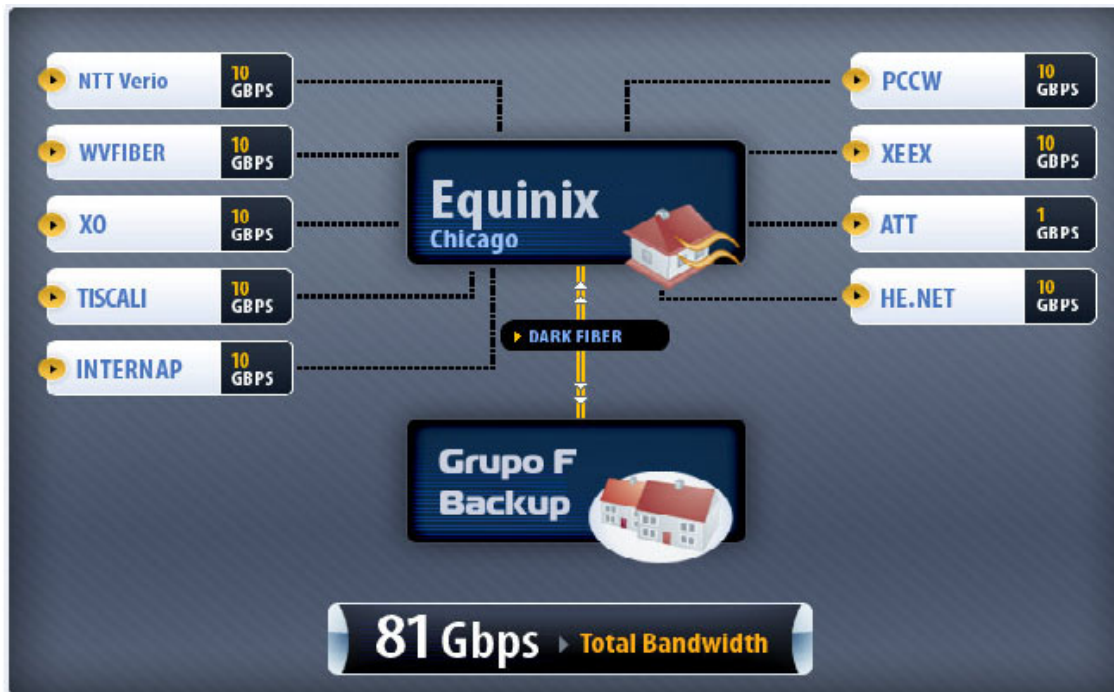 NTT Verio
10
GBPS
WVFIBER
10
GBPS
XO
10
GBPS
TISCALI
10
GBPS
INTERNAP
10
GBPS
Equinix
Chicago
DARK FIBER
Grupo F
Backup
PCCW
10
GBPS
XEEX
10
GBPS
ATT
1
GBPS
HE.NET
10
GBPS
81 Gbps Total Bandwidth